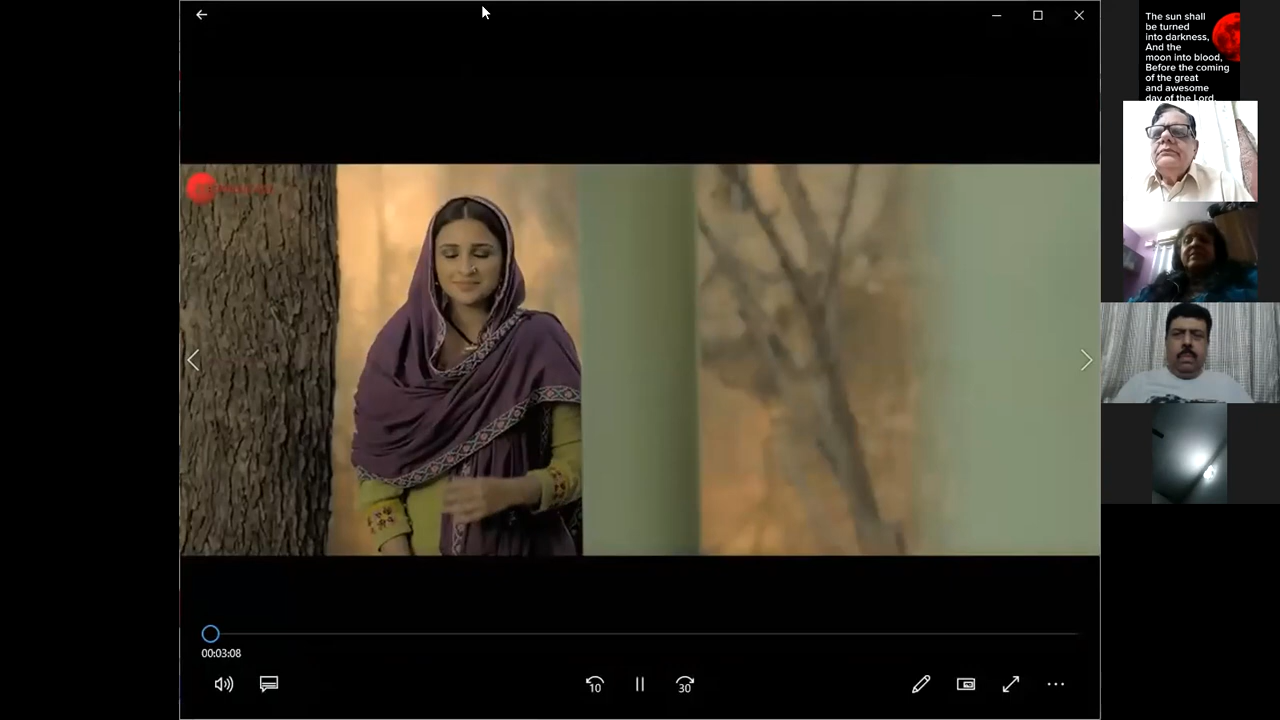 The sun shall
be turned
into darkness,
And the
moon into blood,
Before the coming
of the great
and awesome
day of the Lord.
00:03:08
10
30